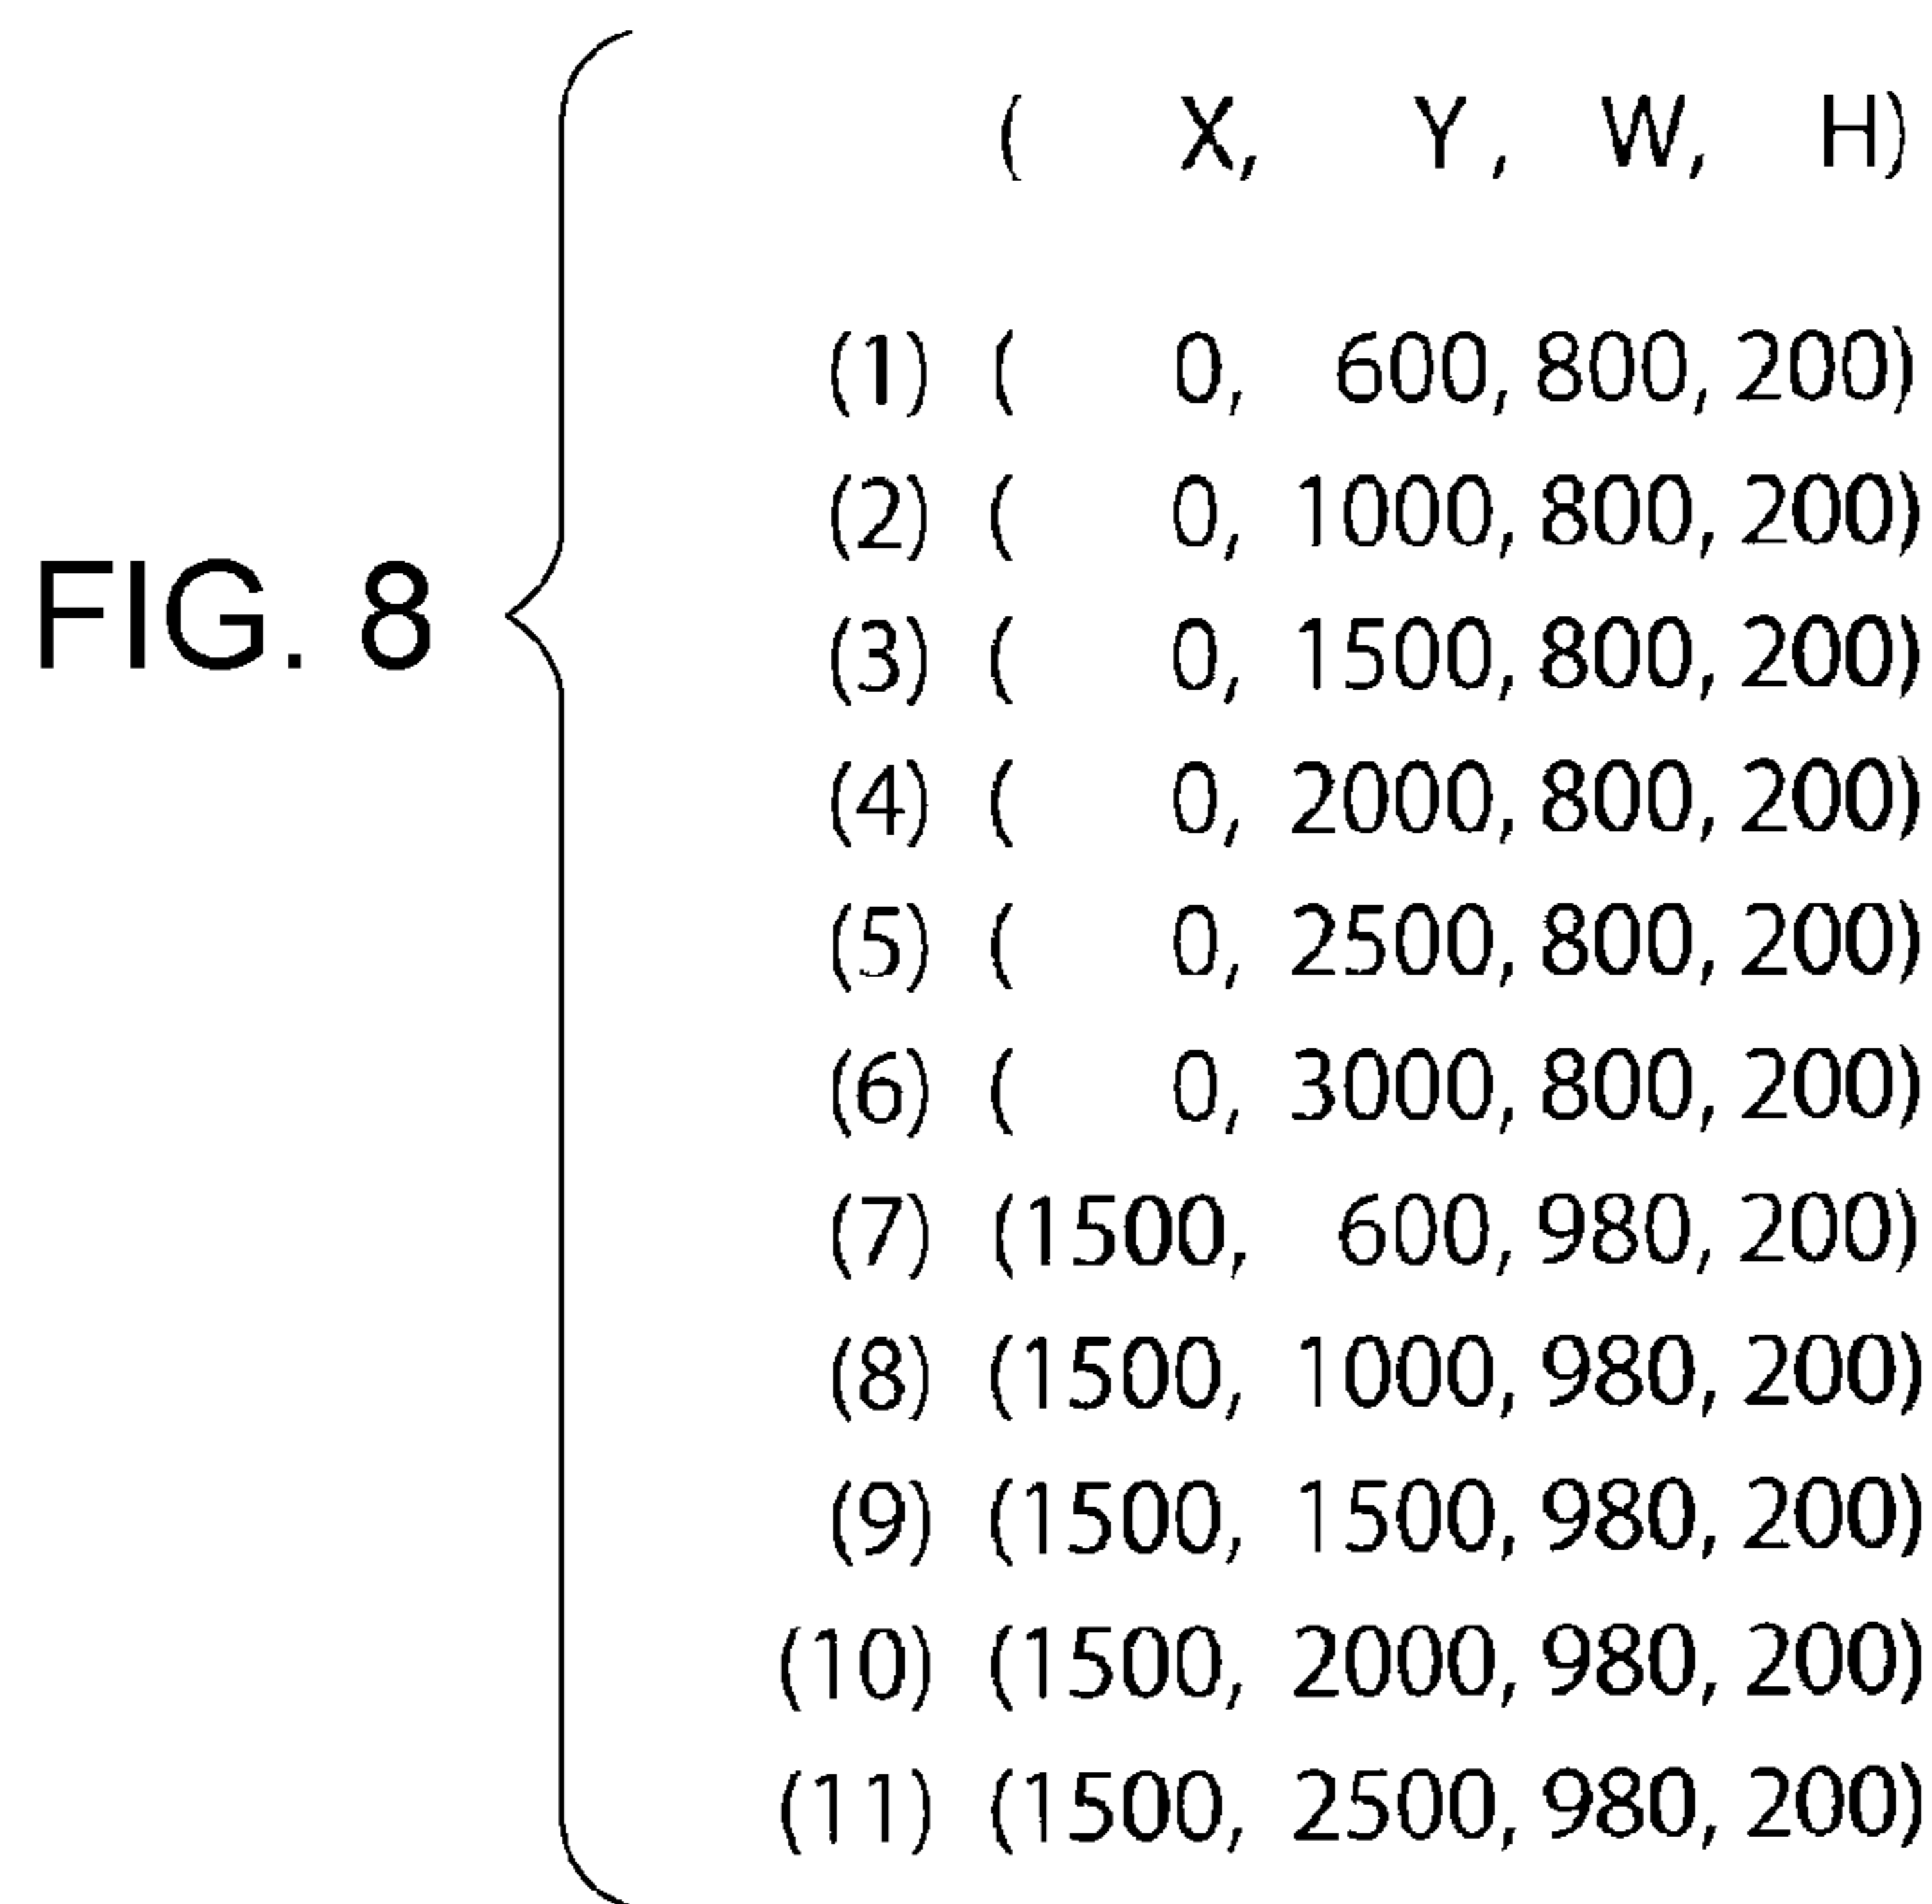 FIG. 8
( X, Y, W, H)
(1) ( 0, 600, 800, 200)
(2) ( 0, 1000, 800, 200)
(3) ( 0, 1500, 800, 200)
(4) ( 0, 2000, 800, 200)
(5) ( 0, 2500, 800, 200)
(6) ( 0, 3000, 800, 200)
(7) (1500, 600, 980, 200)
(8) (1500, 1000, 980, 200)
(9) (1500, 1500, 980, 200)
(10) (1500, 2000, 980, 200)
(11) (1500, 2500, 980, 200)